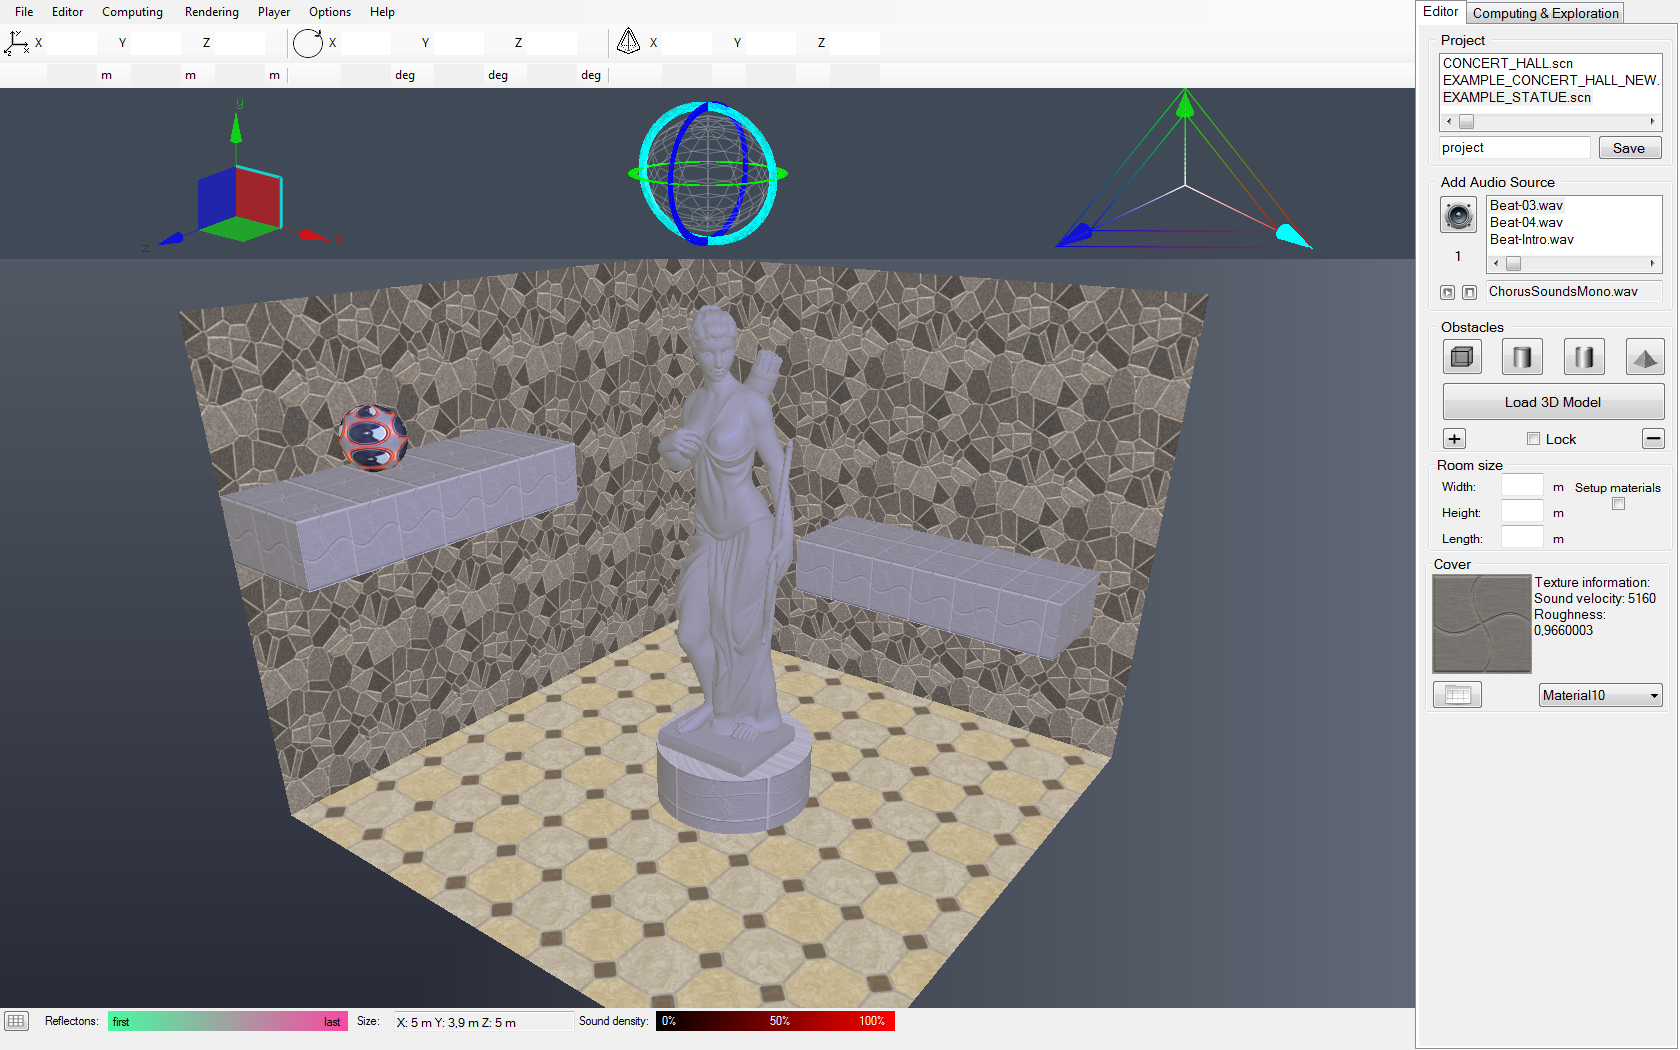 File Editor Computing Rendering Player Options Help
X Y Z X Y Z X Y Z
m m m deg deg deg
y
z
x
Reflectons: first last Size: X: 5 m Y: 3,9 m Z: 5 m Sound density: 0% 50% 100%
Editor Computing & Exploration
Project
CONCERT_HALL.scn
EXAMPLE_CONCERT_HALL_NEW.
EXAMPLE_STATUE.scn
project Save
Add Audio Source
Beat-03.wav
Beat-04.wav
Beat-Intro.wav
1
ChorusSoundsMono.wav
Obstacles
Load 3D Model
+ Lock −
Room size
Width: m Setup materials
Height: m
Length: m
Cover
Texture information:
Sound velocity: 5160
Roughness:
0,9660003
Material10